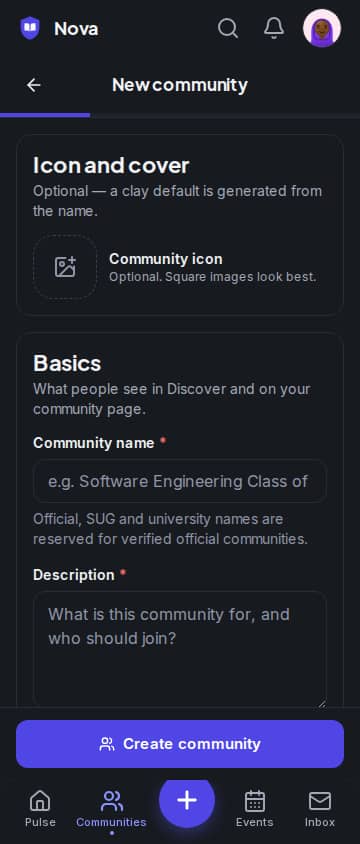 Nova
New community
Icon and cover
Optional — a clay default is generated from
the name.
Community icon
Optional. Square images look best.
Basics
What people see in Discover and on your
community page.
Community name *
e.g. Software Engineering Class of
Official, SUG and university names are
reserved for verified official communities.
Description *
What is this community for, and
who should join?
Create community
Pulse
Communities
Events
Inbox